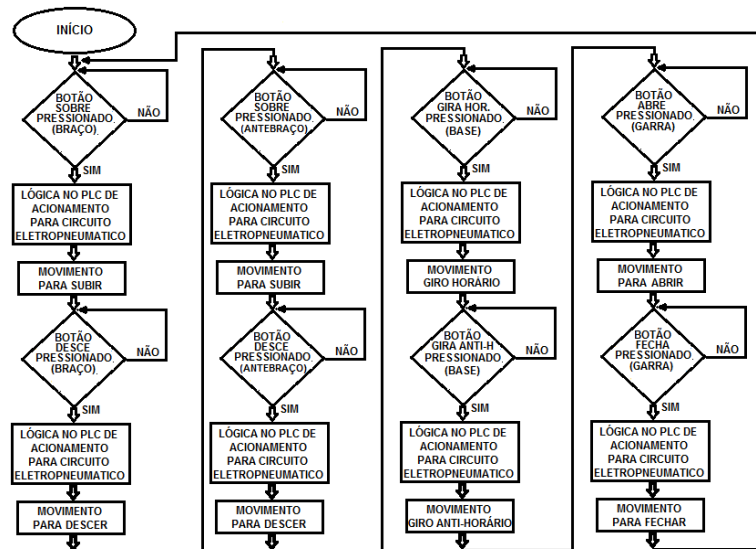 INÍCIO
BOTÃO
SOBRE
PRESSIONADO.
(BRAÇO).
NÃO
SIM
LÓGICA NO PLC DE
ACIONAMENTO
PARA CIRCUITO
ELETROPNEUMATICO
MOVIMENTO
PARA SUBIR
BOTÃO
DESCE
PRESSIONADO.
(BRAÇO).
NÃO
SIM
LÓGICA NO PLC DE
ACIONAMENTO
PARA CIRCUITO
ELETROPNEUMATICO
MOVIMENTO
PARA DESCER
BOTÃO
SOBRE
PRESSIONADO.
(ANTEBRAÇO)
NÃO
SIM
LÓGICA NO PLC DE
ACIONAMENTO
PARA CIRCUITO
ELETROPNEUMATICO
MOVIMENTO
PARA SUBIR
BOTÃO
DESCE
PRESSIONADO.
(ANTEBRAÇO)
NÃO
SIM
LÓGICA NO PLC DE
ACIONAMENTO
PARA CIRCUITO
ELETROPNEUMATICO
MOVIMENTO
PARA DESCER
BOTÃO
GIRA HOR.
PRESSIONADO.
(BASE)
NÃO
SIM
LÓGICA NO PLC DE
ACIONAMENTO
PARA CIRCUITO
ELETROPNEUMATICO
MOVIMENTO
GIRO HORÁRIO
BOTÃO
GIRA ANTI-H
PRESSIONADO.
(BASE)
NÃO
SIM
LÓGICA NO PLC DE
ACIONAMENTO
PARA CIRCUITO
ELETROPNEUMATICO
MOVIMENTO
GIRO ANTI-HORÁRIO
BOTÃO
ABRE
PRESSIONADO.
(GARRA)
NÃO
SIM
LÓGICA NO PLC DE
ACIONAMENTO
PARA CIRCUITO
ELETROPNEUMATICO
MOVIMENTO
PARA ABRIR
BOTÃO
FECHA
PRESSIONADO.
(GARRA)
NÃO
SIM
LÓGICA NO PLC DE
ACIONAMENTO
PARA CIRCUITO
ELETROPNEUMATICO
MOVIMENTO
PARA FECHAR